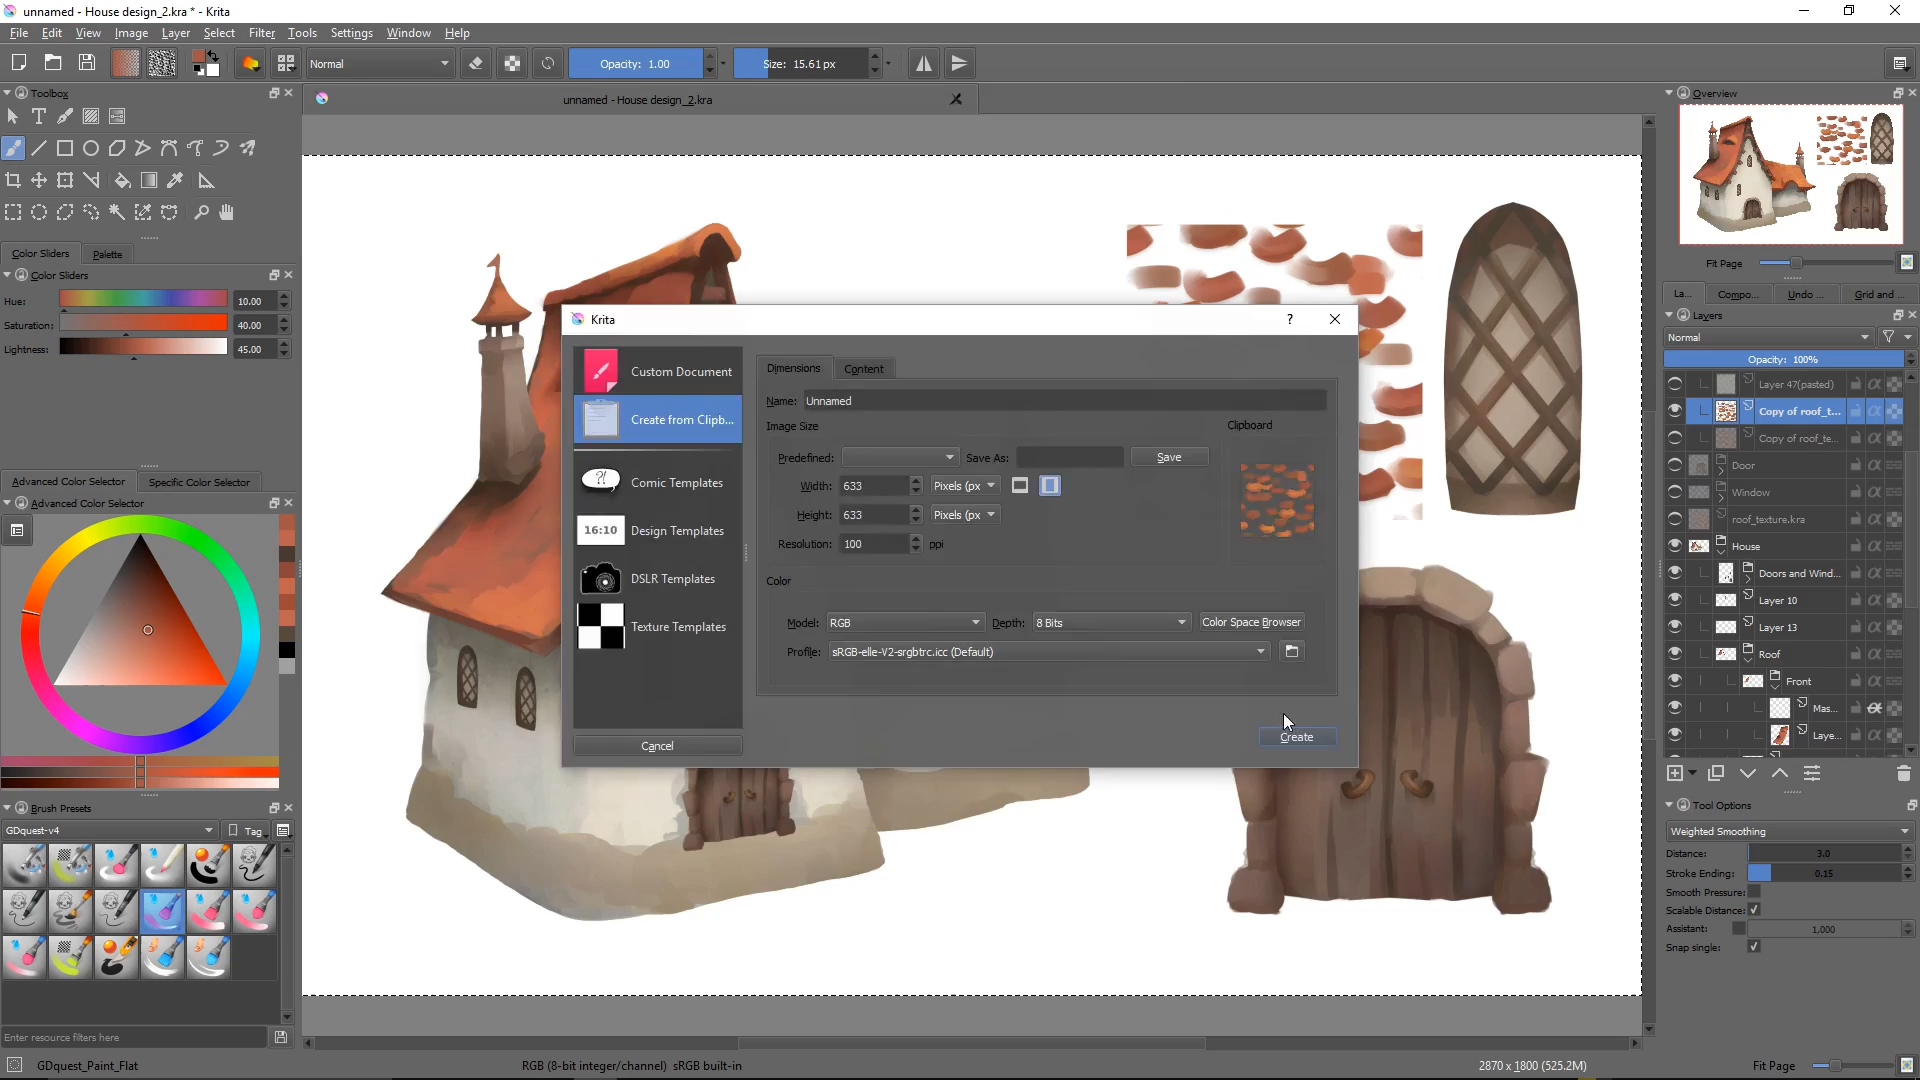 unnamed - House design_2.kra * - Krita
File Edit View Image Layer Select Filter Tools Settings Window Help
Normal
Opacity: 1.00
Size: 15.61 px
Toolbox
unnamed - House design_2.kra
Overview
Fit Page
Color Sliders Palette
Color Sliders
Hue: 10.00
Saturation: 40.00
Lightness: 45.00
La... Compo... Undo ... Grid and ...
Layers
Normal
Opacity: 100%
Layer 47(pasted)
Copy of roof_t...
Copy of roof_te...
Door
Window
roof_texture.kra
House
Doors and Wind...
Layer 10
Layer 13
Roof
Front
Mas...
Laye...
Krita
?
Custom Document
Create from Clipb...
?!
Comic Templates
16:10
Design Templates
DSLR Templates
Texture Templates
Cancel
Dimensions Content
Name: Unnamed
Image Size
Clipboard
Predefined: Save As: Save
Width: 633 Pixels (px
Height: 633 Pixels (px
Resolution: 100 ppi
Color
Model: RGB Depth: 8 Bits Color Space Browser
Profile: sRGB-elle-V2-srgbtrc.icc (Default)
Create
Advanced Color Selector Specific Color Selector
Advanced Color Selector
Brush Presets
GDquest-v4
Tag
Enter resource filters here
Tool Options
Weighted Smoothing
Distance: 3.0
Stroke Ending: 0.15
Smooth Pressure:
Scalable Distance:
Assistant: 1,000
Snap single:
GDquest_Paint_Flat
RGB (8-bit integer/channel) sRGB built-in
2870 x 1800 (525.2M)
Fit Page